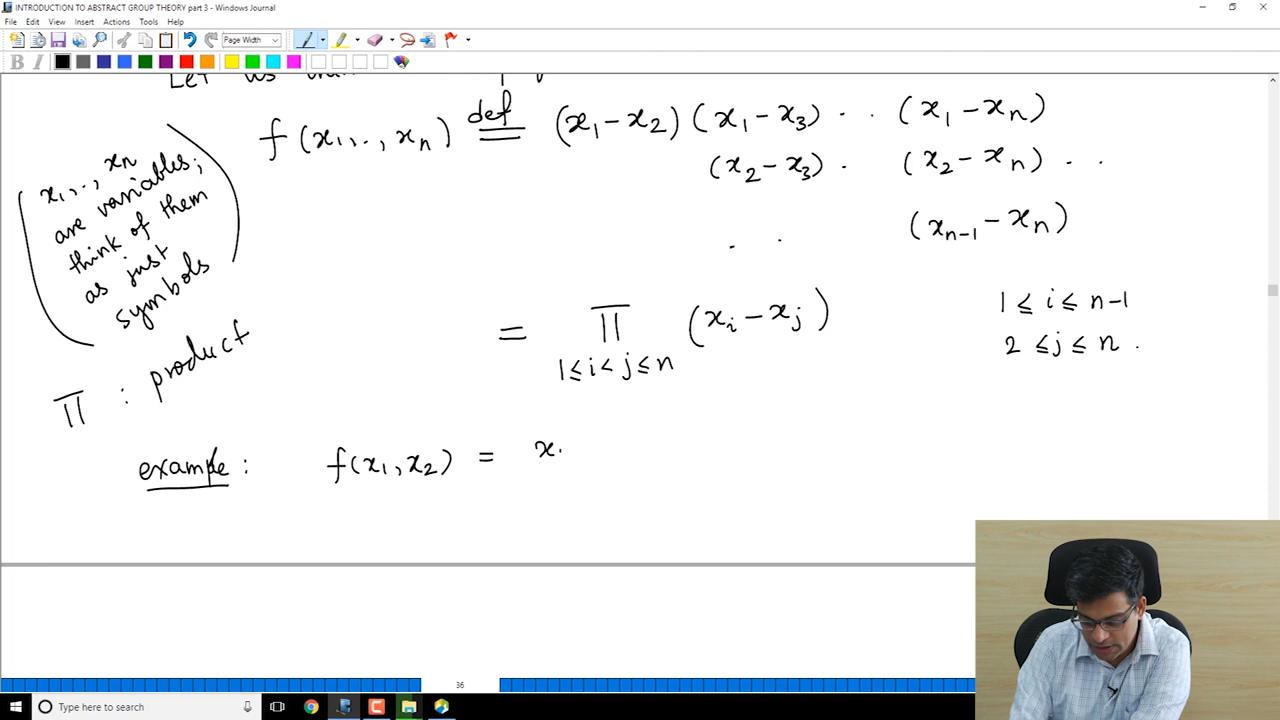 INTRODUCTION TO ABSTRACT GROUP THEORY part 3 - Windows Journal
File Edit View Insert Actions Tools Help
Page Width
B I
Let us
f(x₁,..,xₙ) def = (x₁-x₂)(x₁-x₃) · · (x₁-xₙ)
(x₂-x₃) · (x₂-xₙ) · ·
· · (xₙ₋₁-xₙ)
(x₁,..,xₙ
are variables;
think of them
as just
symbols)
= Π (xᵢ-xⱼ) 1≤i≤n-1
1≤i<j≤n 2≤j≤n.
Π : product
example: f(x₁,x₂) = x.
36
Type here to search